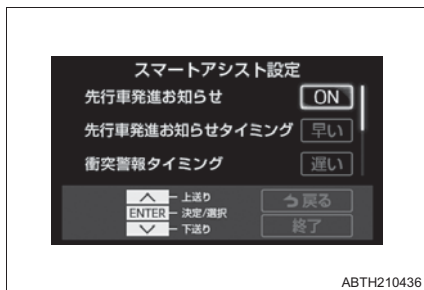 スマートアシスト設定
先行車発進お知らせ ON
先行車発進お知らせタイミング 早い
衝突警報タイミング 遅い
上送り
ENTER 決定/選択
下送り
戻る
終了
ABTH210436